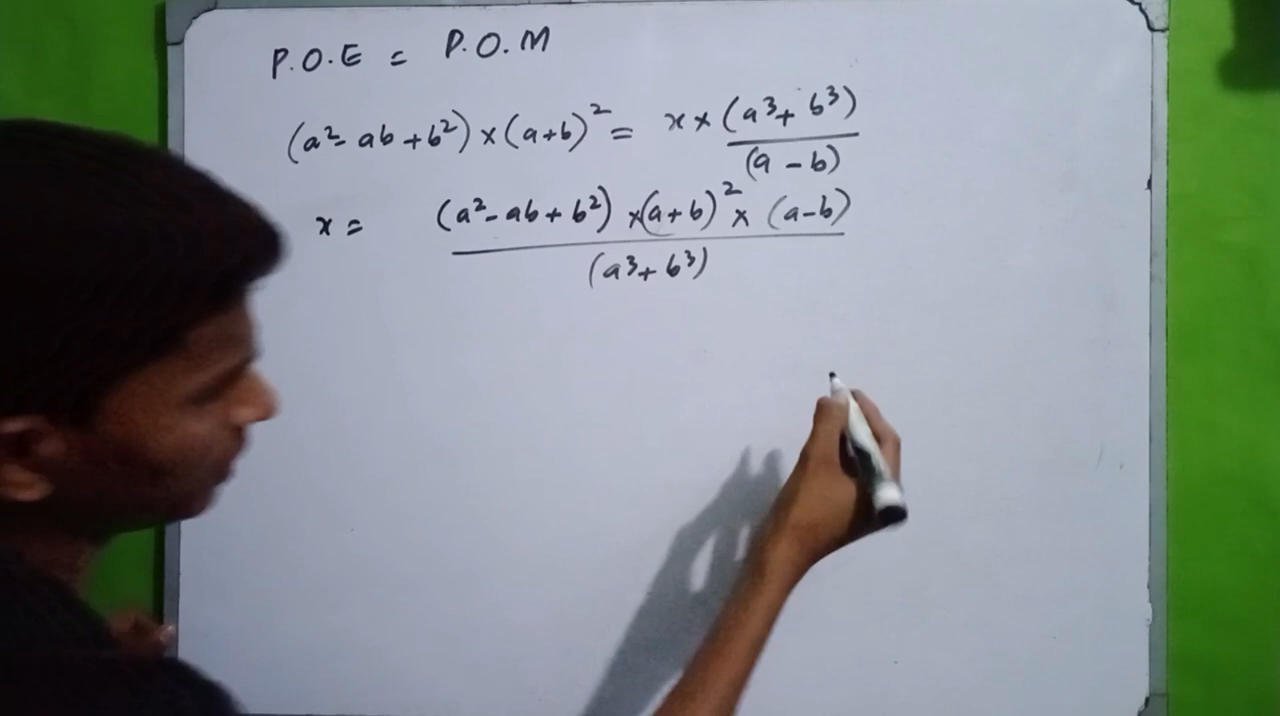 P.O.E = P.O.M
(a²- ab + b²) × (a+b)² = x × (a³ + b³) / (a - b)
x = (a² - ab + b²) × (a+b)² × (a-b) / (a³ + b³)